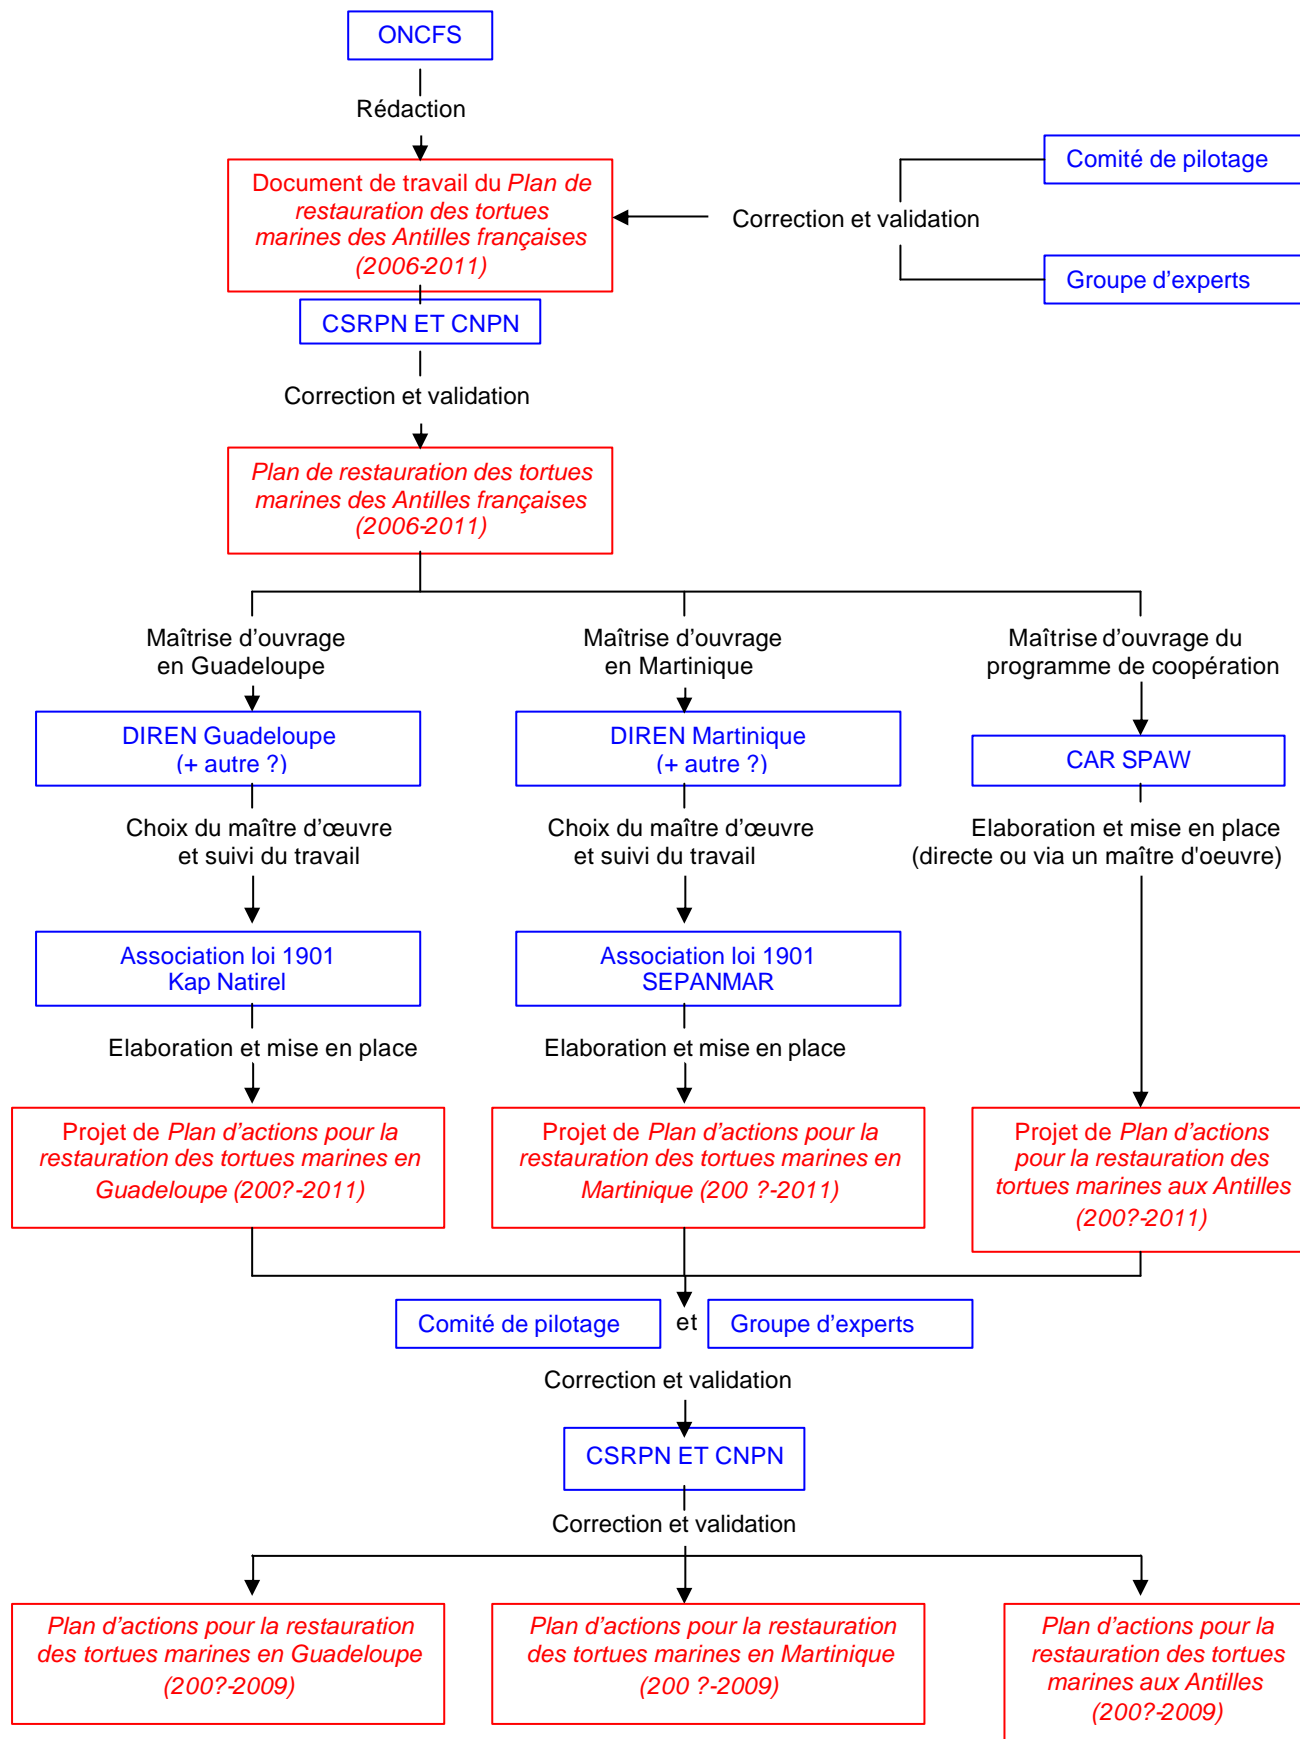 ONCFS
Rédaction
Document de travail du Plan de
restauration des tortues
marines des Antilles françaises
(2006-2011)
Correction et validation
Comité de pilotage
Groupe d'experts
CSRPN ET CNPN
Correction et validation
Plan de restauration des tortues
marines des Antilles françaises
(2006-2011)
Maîtrise d'ouvrage
en Guadeloupe
Maîtrise d'ouvrage
en Martinique
Maîtrise d'ouvrage du
programme de coopération
DIREN Guadeloupe
(+ autre ?)
DIREN Martinique
(+ autre ?)
CAR SPAW
Choix du maître d'œuvre
et suivi du travail
Choix du maître d'œuvre
et suivi du travail
Elaboration et mise en place
(directe ou via un maître d'oeuvre)
Association loi 1901
Kap Natirel
Association loi 1901
SEPANMAR
Elaboration et mise en place
Elaboration et mise en place
Projet de Plan d'actions pour la
restauration des tortues marines en
Guadeloupe (200?-2011)
Projet de Plan d'actions pour la
restauration des tortues marines en
Martinique (200 ?-2011)
Projet de Plan d'actions
pour la restauration des
tortues marines aux Antilles
(200?-2011)
Comité de pilotage et Groupe d'experts
Correction et validation
CSRPN ET CNPN
Correction et validation
Plan d'actions pour la restauration
des tortues marines en Guadeloupe
(200?-2009)
Plan d'actions pour la restauration
des tortues marines en Martinique
(200 ?-2009)
Plan d'actions pour la
restauration des tortues
marines aux Antilles
(200?-2009)